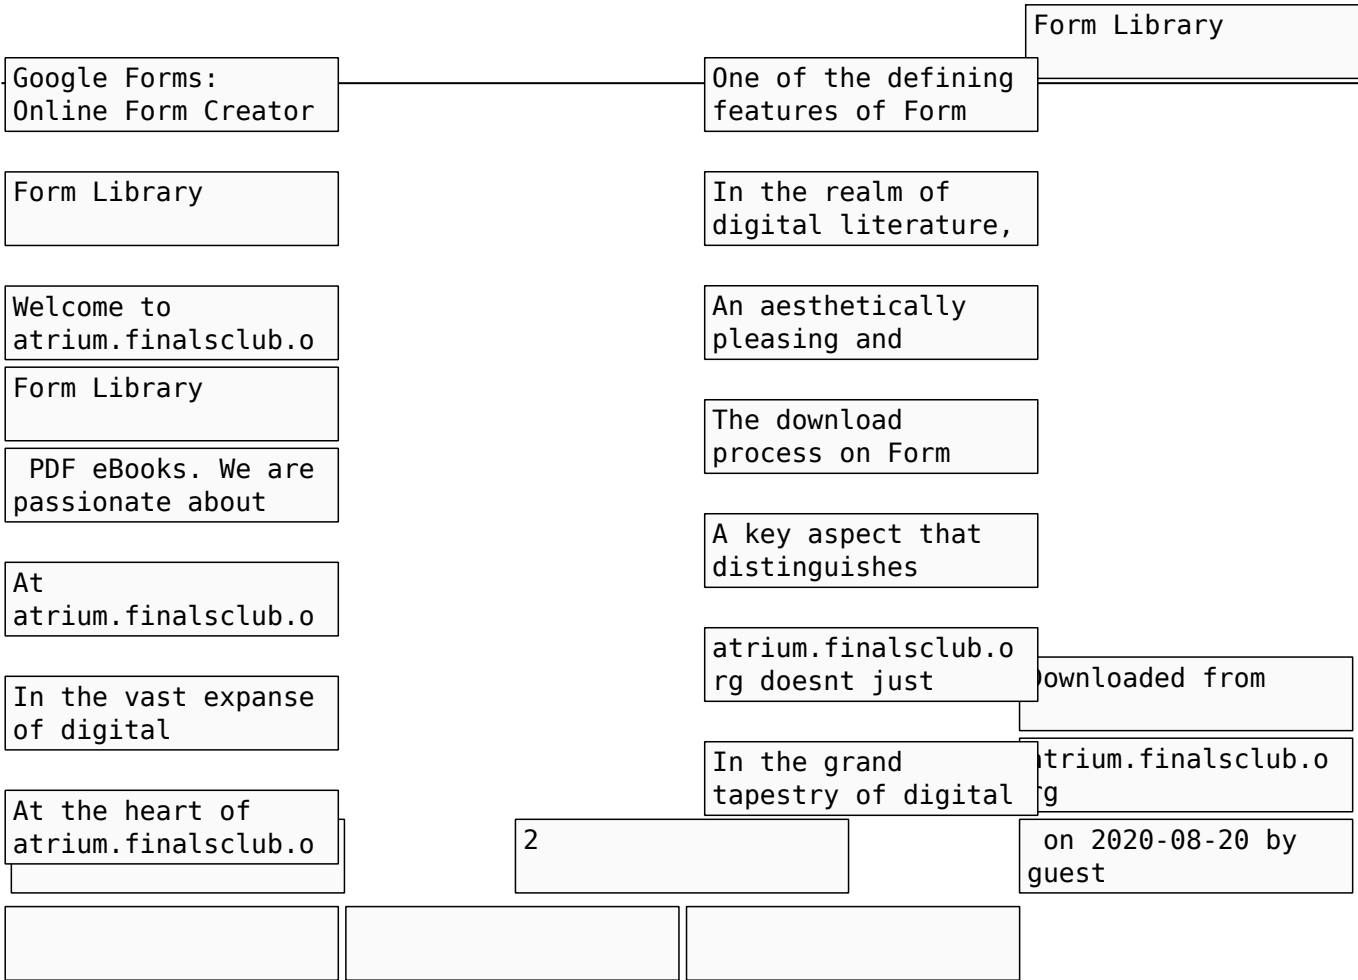 Form Library
Google Forms:
Online Form Creator
Form Library
Welcome to
atrium.finalsclub.o
Form Library
PDF eBooks. We are
passionate about
At
atrium.finalsclub.o
In the vast expanse
of digital
At the heart of
atrium.finalsclub.o
One of the defining
features of Form
In the realm of
digital literature,
An aesthetically
pleasing and
The download
process on Form
A key aspect that
distinguishes
atrium.finalsclub.o
rg doesnt just
In the grand
tapestry of digital
2
Downloaded from
atrium.finalsclub.o
rg
on 2020-08-20 by
guest